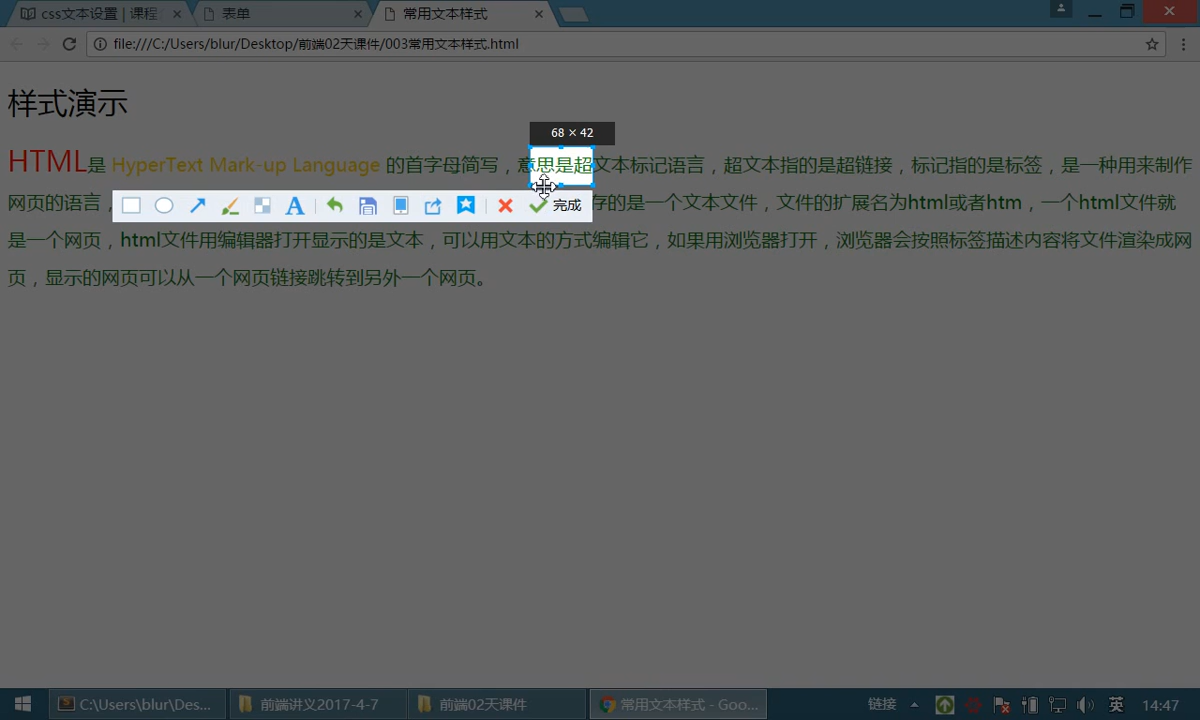 css文本设置 | 课程
表单
常用文本样式
file:///C:/Users/blur/Desktop/前端02天课件/003常用文本样式.html
样式演示
68 × 42
HTML是 HyperText Mark-up Language 的首字母简写，意思是超文本标记语言，超文本指的是超链接，标记指的是标签，是一种用来制作
网页的语言，
存的是一个文本文件，文件的扩展名为html或者htm，一个html文件就
完成
是一个网页，html文件用编辑器打开显示的是文本，可以用文本的方式编辑它，如果用浏览器打开，浏览器会按照标签描述内容将文件渲染成网
页，显示的网页可以从一个网页链接跳转到另外一个网页。
C:\Users\blur\Des...
前端讲义2017-4-7
前端02天课件
常用文本样式 - Goo...
链接
英
14:47